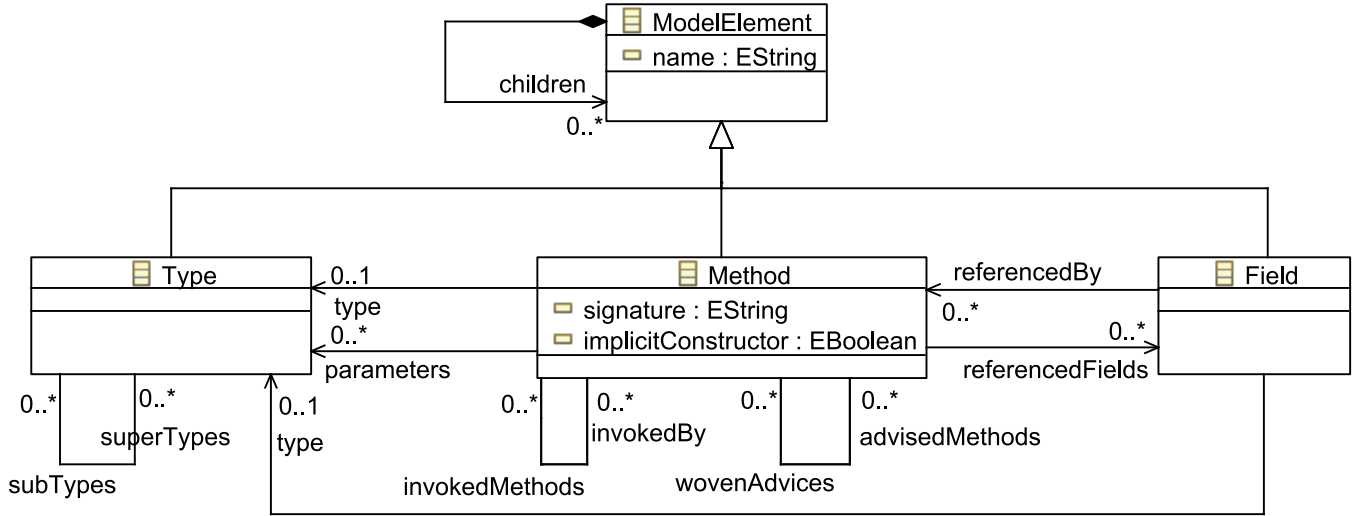 ModelElement
name : EString
children
0..*
Type
0..1
type
0..*
parameters
Method
signature : EString
implicitConstructor : EBoolean
referencedBy
0..*
0..*
referencedFields
Field
0..*
0..*
superTypes
subTypes
0..1
type
0..*
0..*
invokedBy
invokedMethods
0..*
0..*
advisedMethods
wovenAdvices